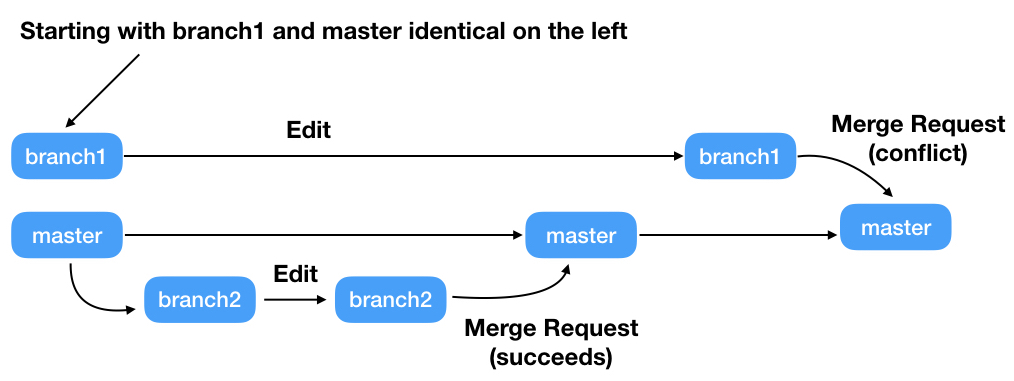 Starting with branch1 and master identical on the left
Edit
Merge Request
(conflict)
branch1
branch1
master
master
master
Edit
branch2
branch2
Merge Request
(succeeds)